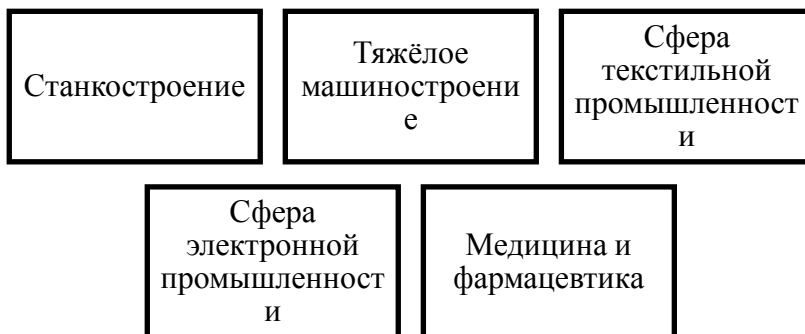 Станкостроение
Тяжёлое
машиностроени
е
Сфера
текстильной
промышленност
и
Сфера
электронной
промышленност
и
Медицина и
фармацевтика